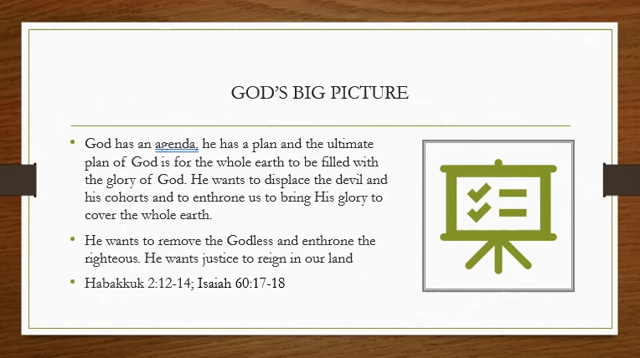 GOD'S BIG PICTURE
• God has an agenda, he has a plan and the ultimate
plan of God is for the whole earth to be filled with
the glory of God. He wants to displace the devil and
his cohorts and to enthrone us to bring His glory to
cover the whole earth.
• He wants to remove the Godless and enthrone the
righteous. He wants justice to reign in our land
• Habakkuk 2:12-14; Isaiah 60:17-18